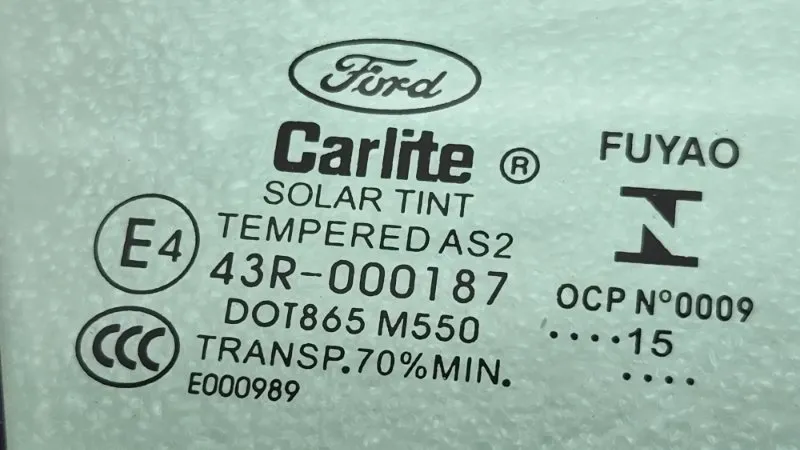 Ford
Carlite ®
SOLAR TINT
TEMPERED AS2
E4
43R-000187
DOT865 M550
CCC
TRANSP.70%MIN.
E000989
FUYAO
OCP Nº0009
....15
....